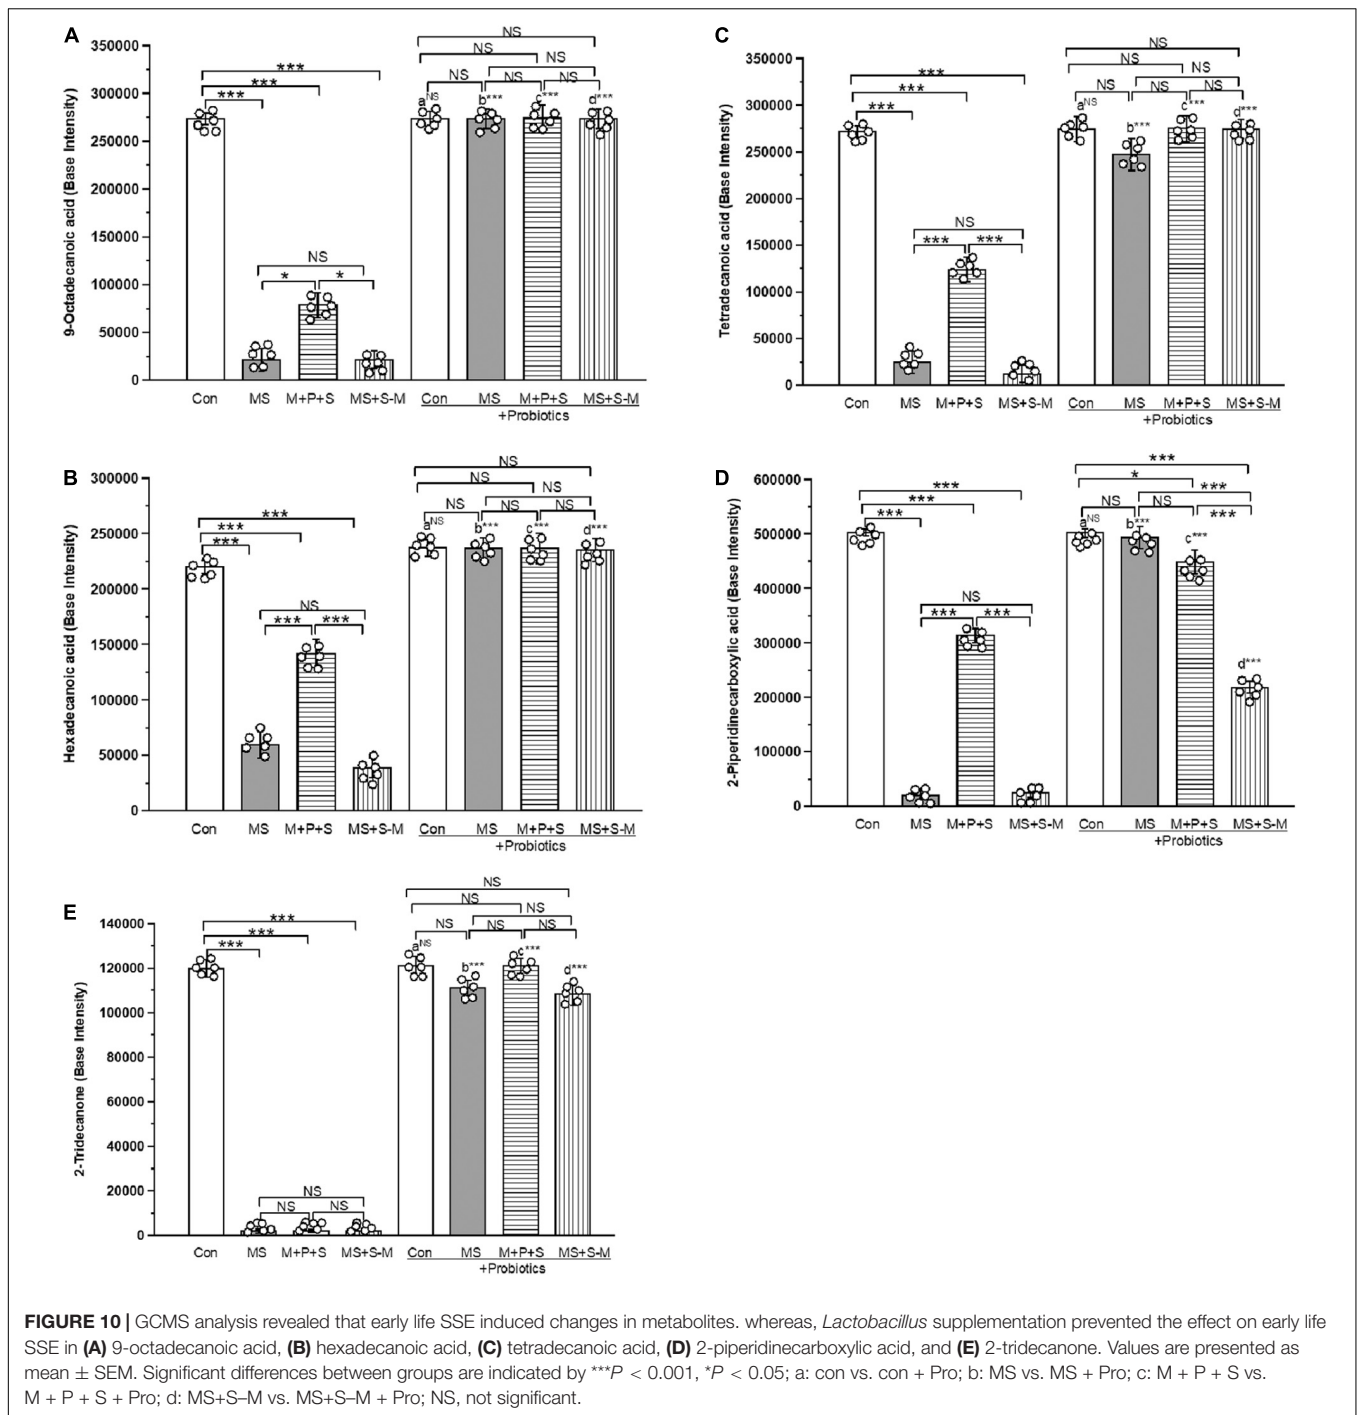 A
9-Octadecanoic acid (Base Intensity)
350000
300000
250000
200000
150000
100000
50000
0
*** *** ***
NS
* *
NS
NS
NS
NS NS NS
aNS b*** c*** d***
Con MS M+P+S MS+S-M Con MS M+P+S MS+S-M
+Probiotics
C
Tetradecanoic acid (Base Intensity)
350000
300000
250000
200000
150000
100000
50000
0
***
***
***
NS
*** ***
NS
NS
NS
NS NS NS
aNS b*** c*** d***
Con MS M+P+S MS+S-M Con MS M+P+S MS+S-M
+Probiotics
B
Hexadecanoic acid (Base Intensity)
300000
250000
200000
150000
100000
50000
0
***
***
***
NS
*** ***
NS
NS
NS
NS NS NS
aNS b*** c*** d***
Con MS M+P+S MS+S-M Con MS M+P+S MS+S-M
+Probiotics
D
2-Piperidinecarboxylic acid (Base Intensity)
600000
500000
400000
300000
200000
100000
0
***
***
***
NS
*** ***
***
*
***
NS NS ***
aNS b*** c*** d***
Con MS M+P+S MS+S-M Con MS M+P+S MS+S-M
+Probiotics
E
2-Tridecanone (Base Intensity)
140000
120000
100000
80000
60000
40000
20000
0
***
***
***
NS
NS NS
NS
NS
NS
NS NS NS
aNS b*** c*** d***
Con MS M+P+S MS+S-M Con MS M+P+S MS+S-M
+Probiotics
FIGURE 10 | GCMS analysis revealed that early life SSE induced changes in metabolites. whereas, Lactobacillus supplementation prevented the effect on early life
SSE in (A) 9-octadecanoic acid, (B) hexadecanoic acid, (C) tetradecanoic acid, (D) 2-piperidinecarboxylic acid, and (E) 2-tridecanone. Values are presented as
mean ± SEM. Significant differences between groups are indicated by ***P < 0.001, *P < 0.05; a: con vs. con + Pro; b: MS vs. MS + Pro; c: M + P + S vs.
M + P + S + Pro; d: MS+S–M vs. MS+S–M + Pro; NS, not significant.